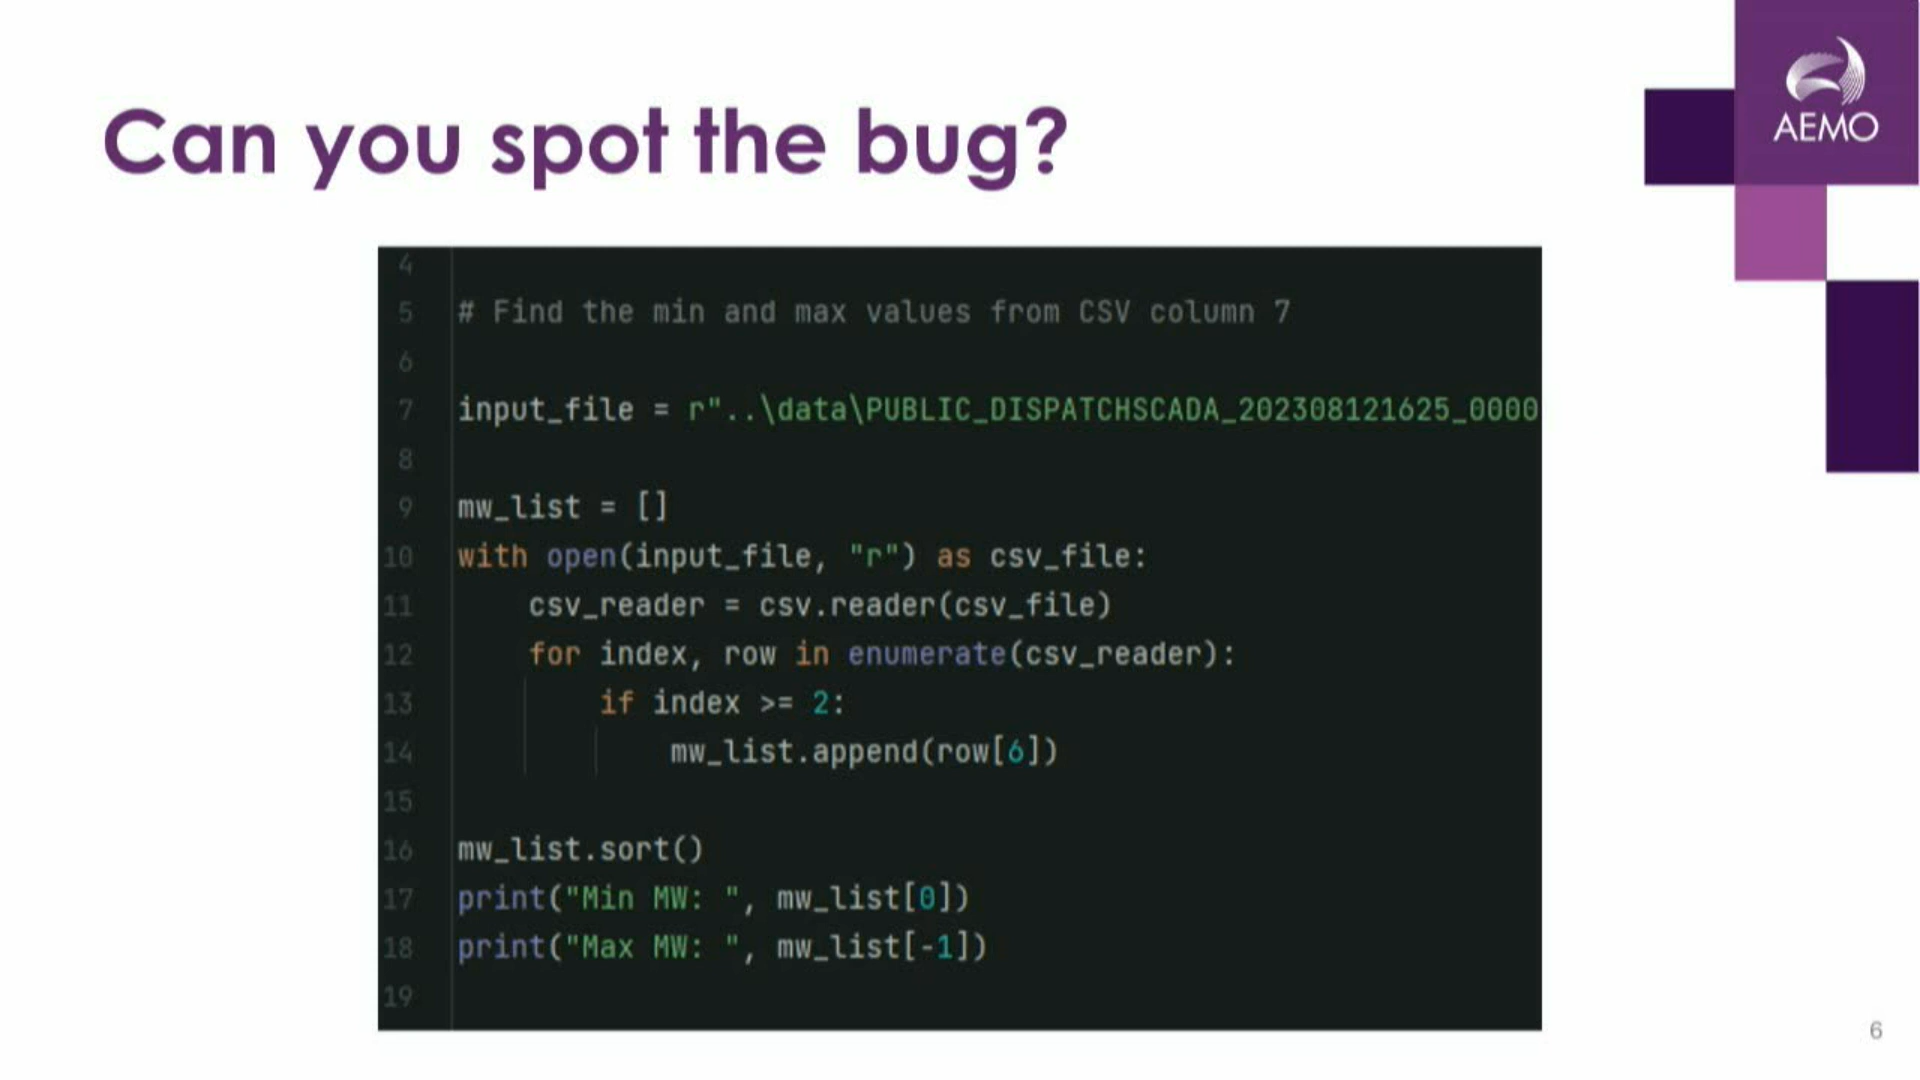 AEMO
Can you spot the bug?
4
5 # Find the min and max values from CSV column 7
6
7 input_file = r"..\data\PUBLIC_DISPATCHSCADA_202308121625_0000
8
9 mw_list = []
10 with open(input_file, "r") as csv_file:
11 csv_reader = csv.reader(csv_file)
12 for index, row in enumerate(csv_reader):
13 if index >= 2:
14 mw_list.append(row[6])
15
16 mw_list.sort()
17 print("Min MW: ", mw_list[0])
18 print("Max MW: ", mw_list[-1])
19
6